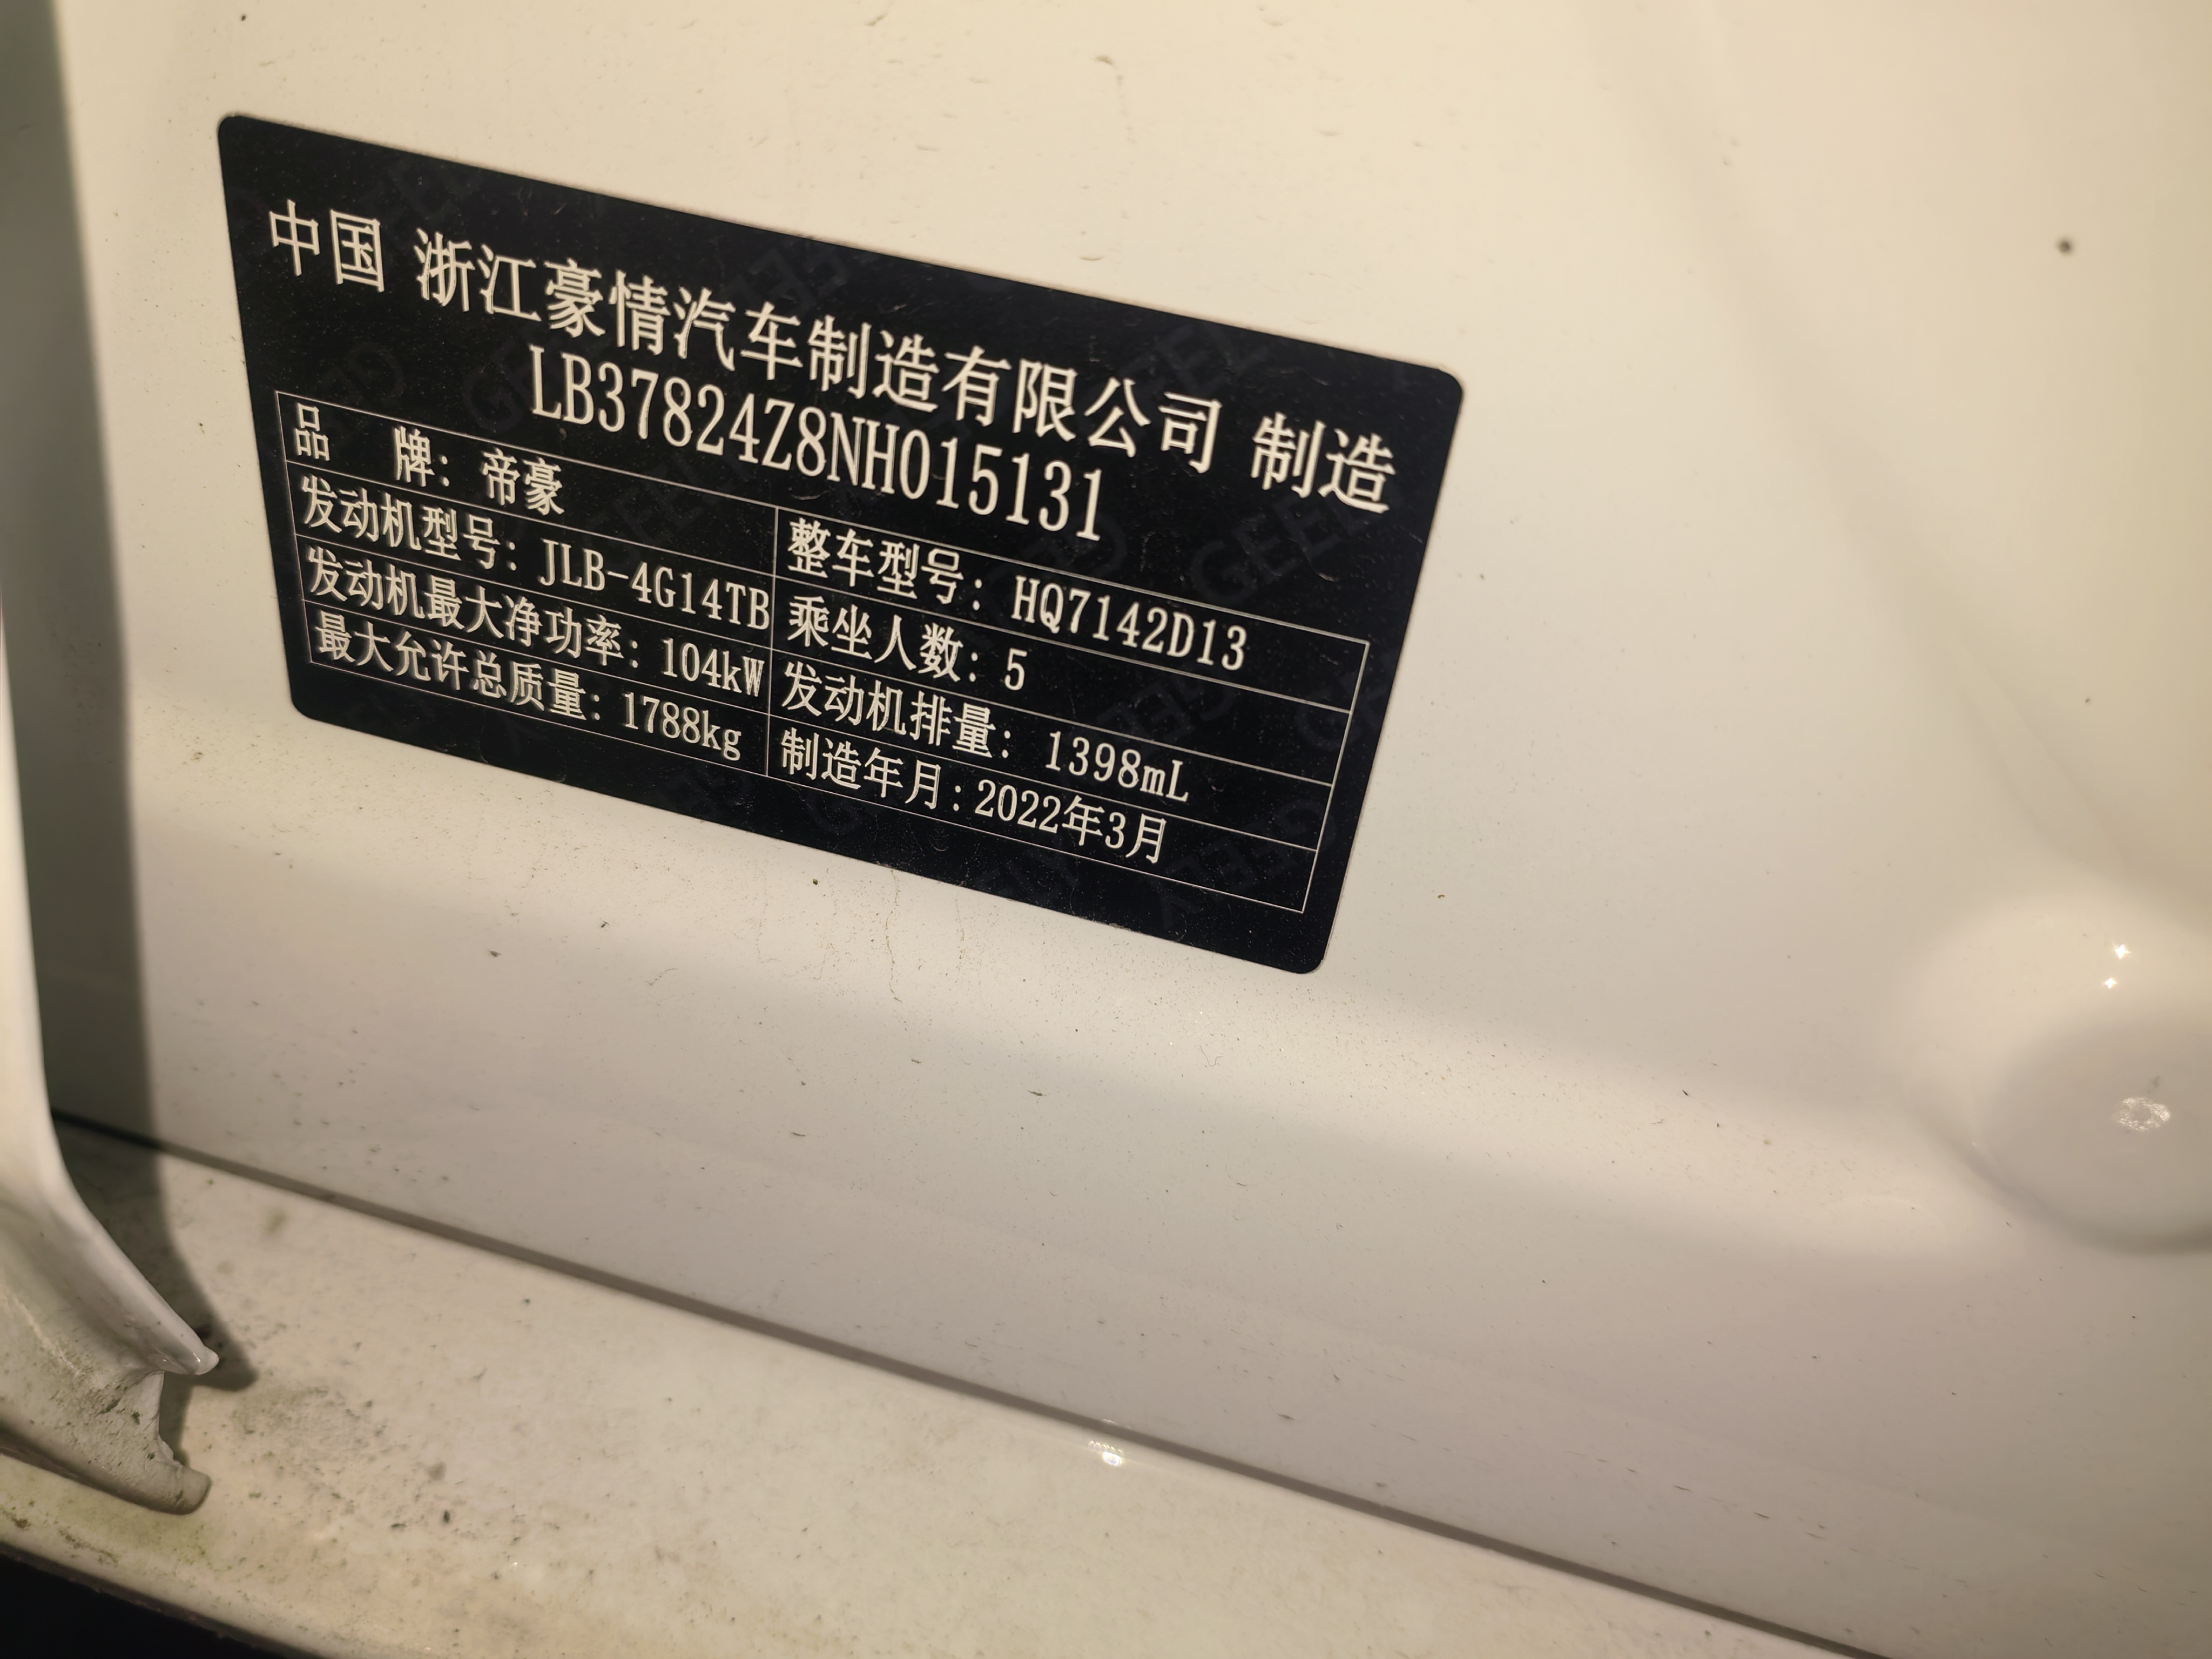 中国 浙江豪情汽车制造有限公司 制造
LB37824Z8NH015131
品 牌：帝豪 整车型号：HQ7142D13
发动机型号：JLB-4G14TB 乘坐人数：5
发动机最大净功率：104kW 发动机排量：1398mL
最大允许总质量：1788kg 制造年月：2022年3月